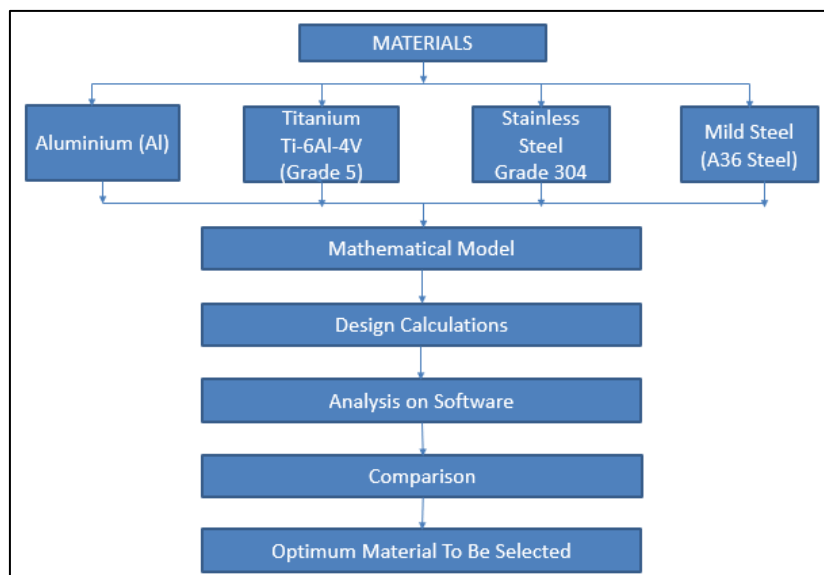 MATERIALS
Aluminium (Al)
Titanium
Ti-6Al-4V
(Grade 5)
Stainless
Steel
Grade 304
Mild Steel
(A36 Steel)
Mathematical Model
Design Calculations
Analysis on Software
Comparison
Optimum Material To Be Selected